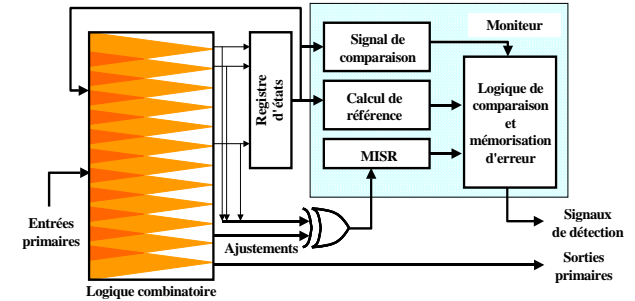 Moniteur
Signal de
comparaison
Registre
d'états
Calcul de
référence
Logique de
comparaison
et
mémorisation
d'erreur
MISR
Entrées
primaires
Ajustements
Signaux
de détection
Sorties
primaires
Logique combinatoire